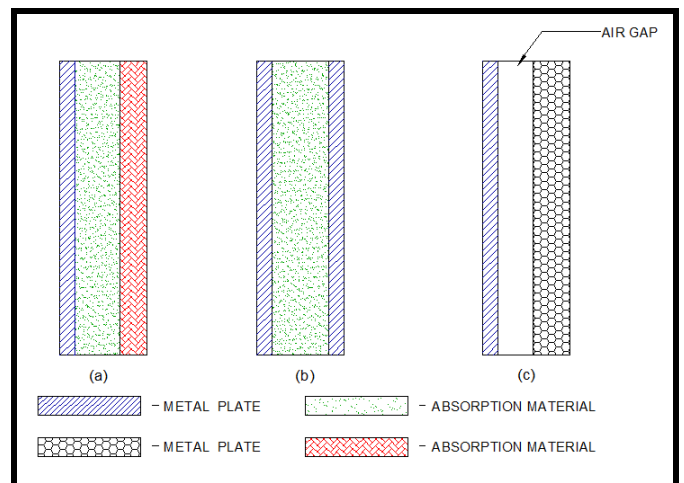 AIR GAP
(a) (b) (c)
- METAL PLATE - ABSORPTION MATERIAL
- METAL PLATE - ABSORPTION MATERIAL